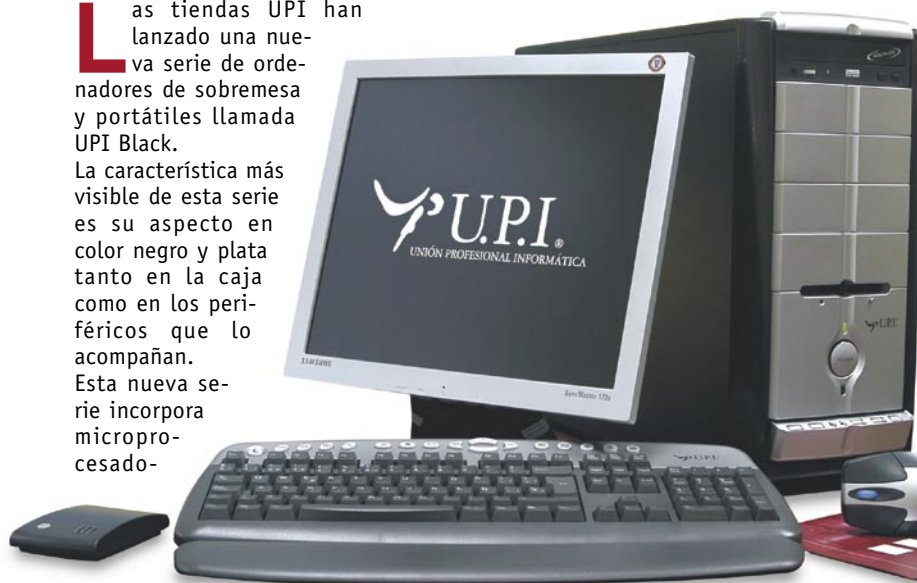 Las tiendas UPI han
lanzado una nue-
va serie de orde-
nadores de sobremesa
y portátiles llamada
UPI Black.
La característica más
visible de esta serie
es su aspecto en
color negro y plata
tanto en la caja
como en los peri-
féricos que lo
acompañan.
Esta nueva se-
rie incorpora
micropro-
cesado-
U.P.I.®
UNIÓN PROFESIONAL INFORMÁTICA
SAMSUNG
SyncMaster 170v
U.P.I.
U.P.I.